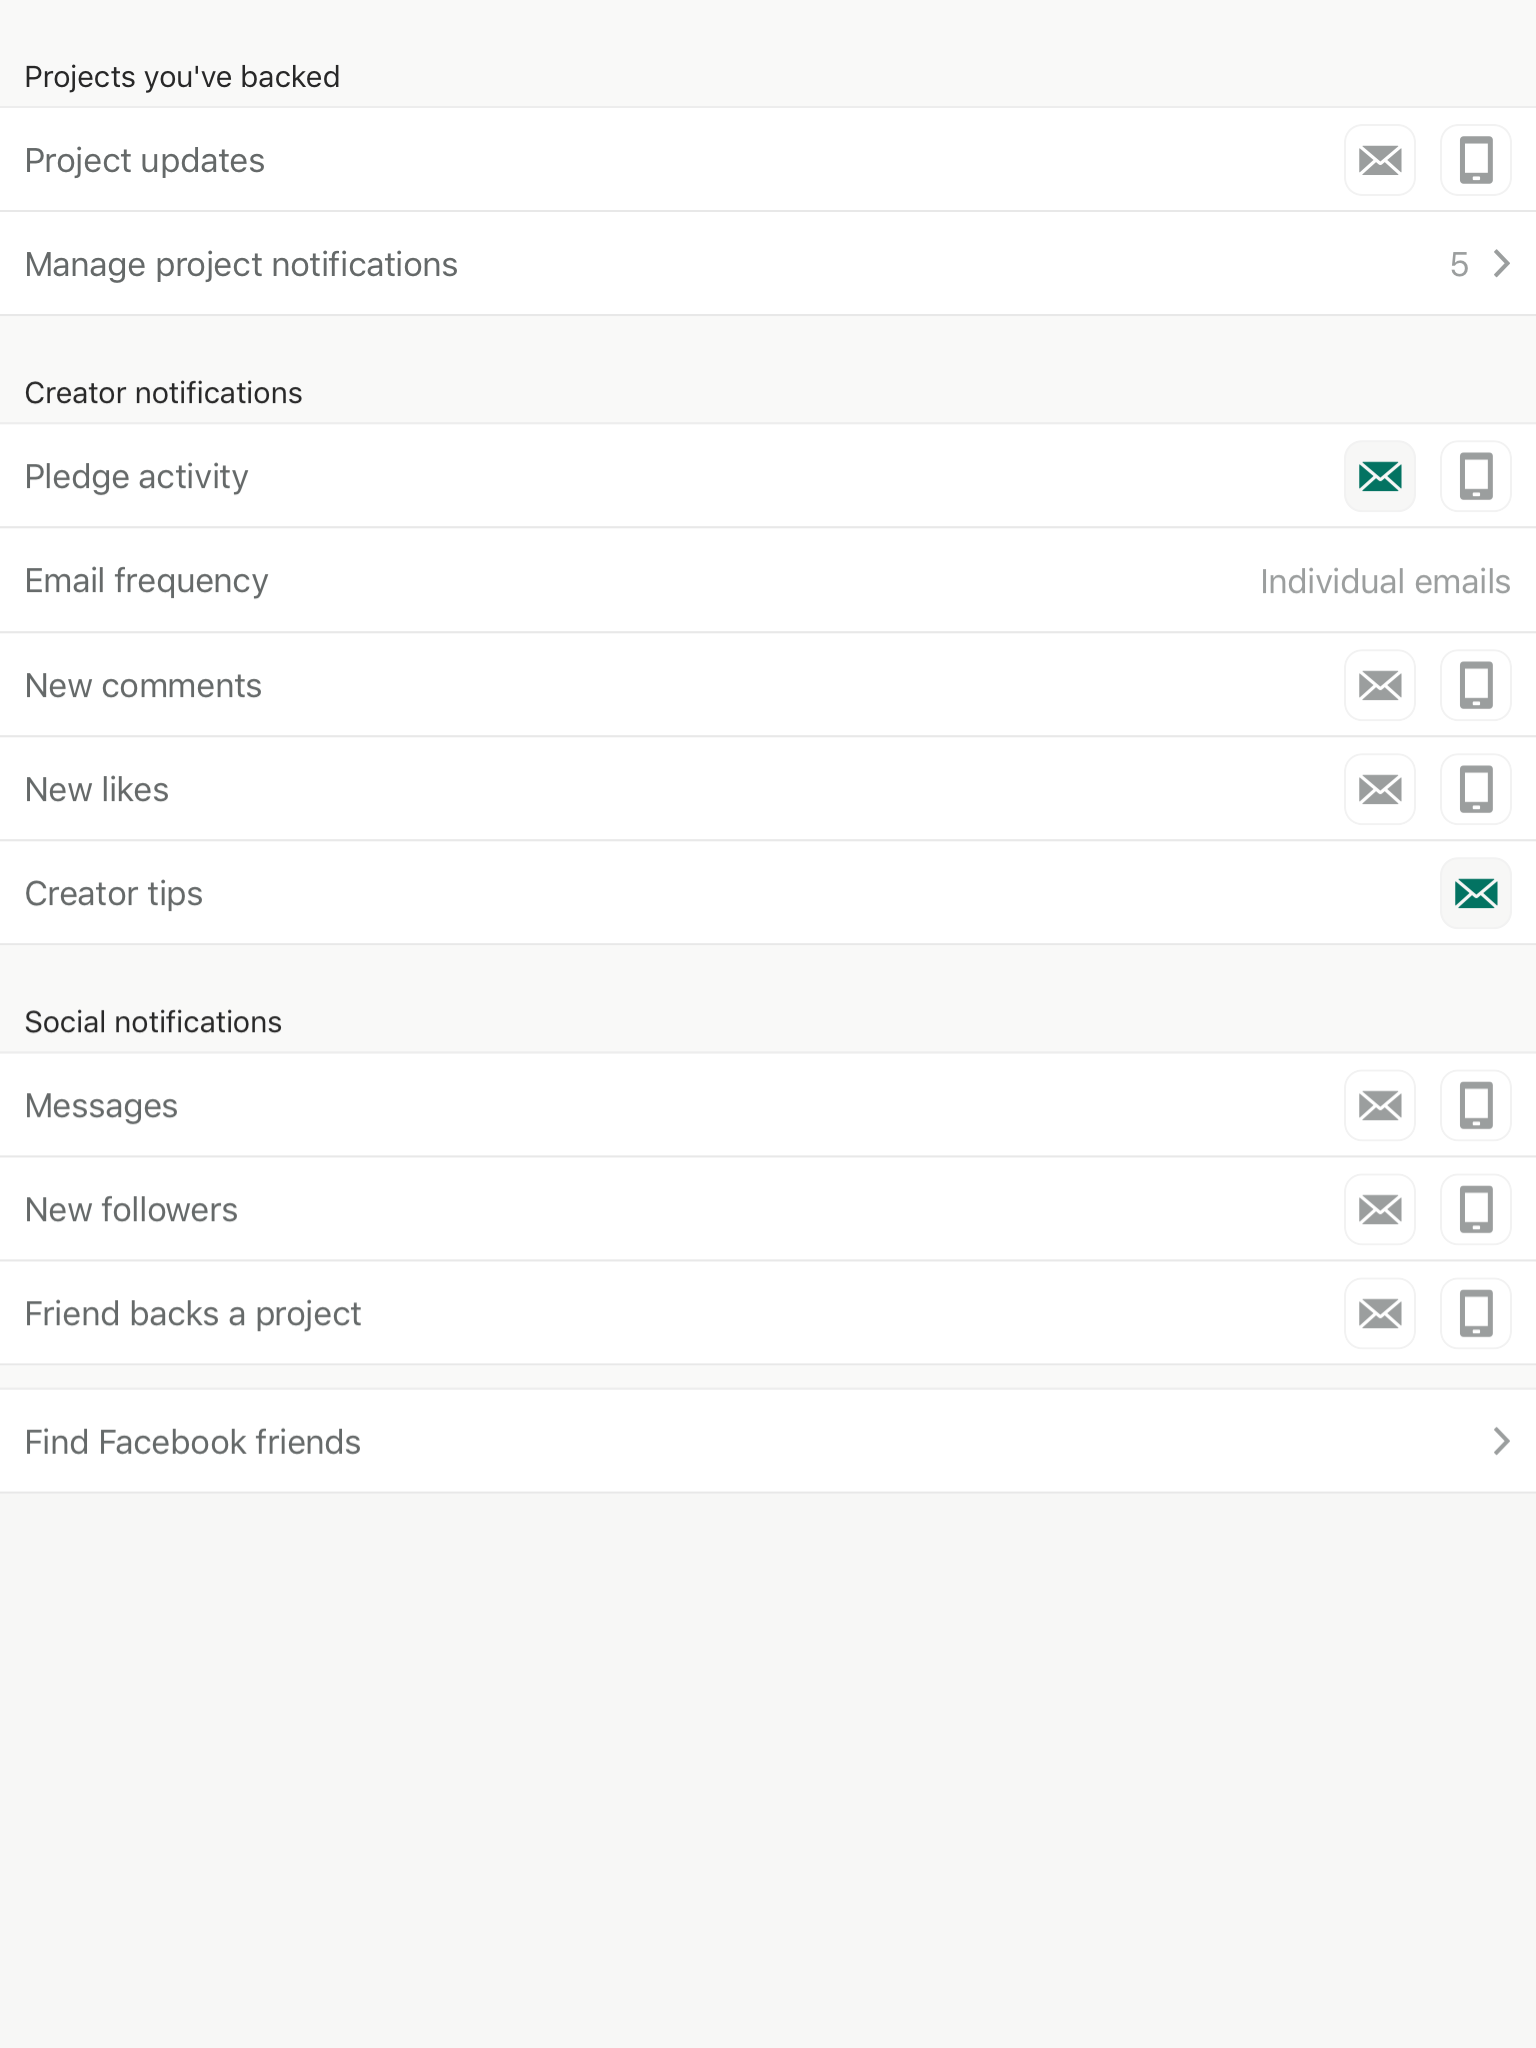 Projects you've backed
Project updates
Manage project notifications 5
Creator notifications
Pledge activity
Email frequency Individual emails
New comments
New likes
Creator tips
Social notifications
Messages
New followers
Friend backs a project
Find Facebook friends